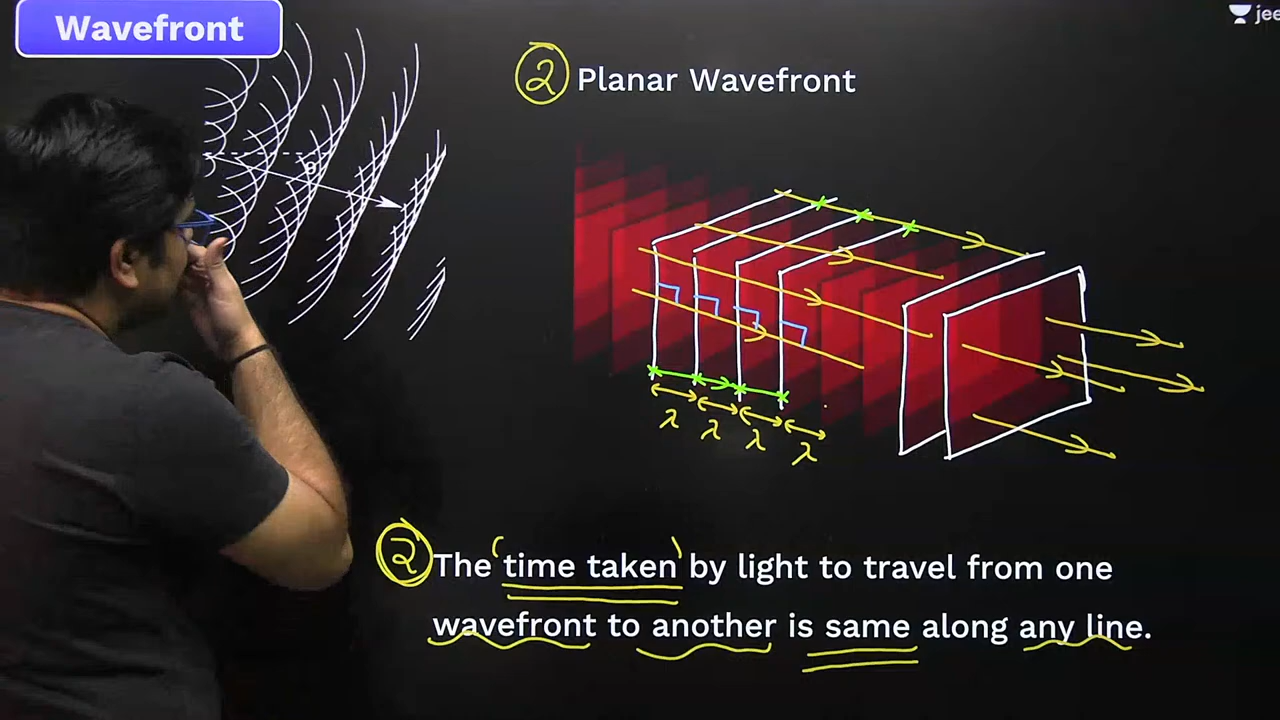 Wavefront
jee
② Planar Wavefront
θ
λ λ λ λ
② The 'time taken' by light to travel from one
wavefront to another is same along any line.